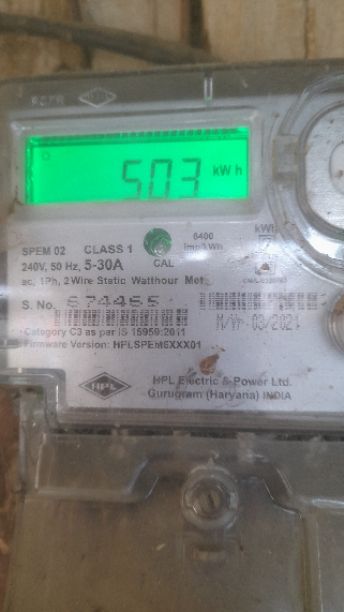 503 kWh
SPEM 02 CLASS 1
6400 imp/kWh
240V, 50 Hz, 5-30A CAL
ac, 1Ph, 2 Wire Static Watthour Met
S. No. 674465
M/Yr 03/2021
Category C3 as per IS 15959:2011
Firmware Version: HPLSPEM6XXX01
HPL HPL Electric & Power Ltd.
Gurugram (Haryana) INDIA